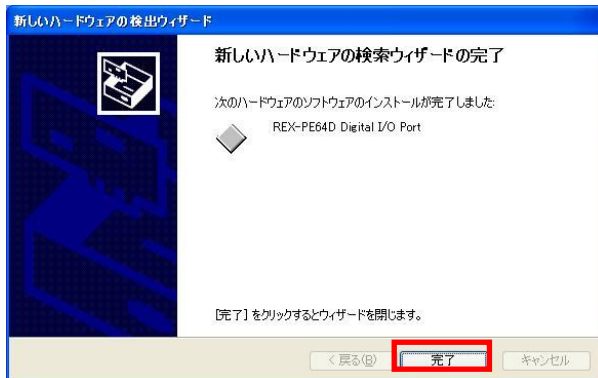 新しいハードウェアの検出ウィザード
新しいハードウェアの検索ウィザードの完了
次のハードウェアのソフトウェアのインストールが完了しました:
REX-PE64D Digital I/O Port
[完了] をクリックするとウィザードを閉じます。
< 戻る(B)
完了
キャンセル